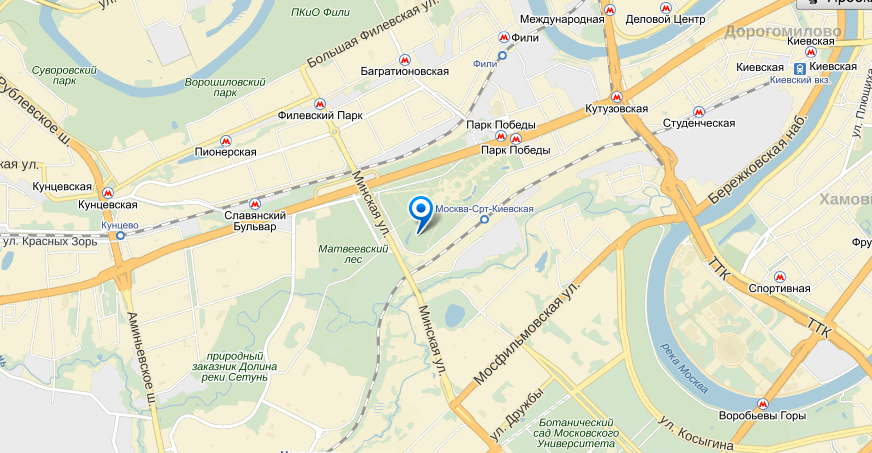 ПКиО Фили
Большая Филевская ул.
Международная
Деловой Центр
Дорогомилово
Фили
Фили
Киевская
Киевская
Киевская
Киевский вкз.
Суворовский
парк
Ворошиловский
парк
Багратионовская
Рублевское ш.
Филевский Парк
Кутузовская
Студенческая
ул. Плющиха
Парк Победы
Парк Победы
Пионерская
Бережковская наб.
Кунцевская
Кунцевская
Кунцево
Славянский
Бульвар
Минская ул.
Москва-Срт-Киевская
Хамов
ул. Красных Зорь
Матвеевский
лес
ТТК
Спортивная
Аминьевское ш.
Минская ул.
Мосфильмовская ул.
ТТК
природный
заказник Долина
реки Сетунь
река Москва
Воробьевы Горы
ул. Дружбы
Ботанический
сад Московского
Университета
ул. Косыгина